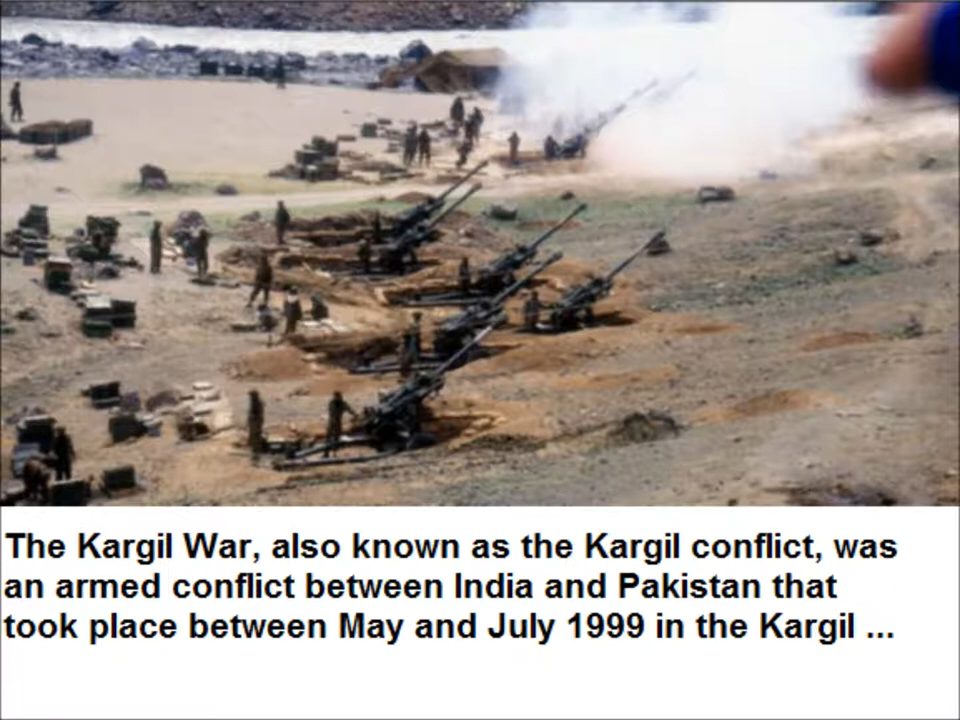 The Kargil War, also known as the Kargil conflict, was
an armed conflict between India and Pakistan that
took place between May and July 1999 in the Kargil ...